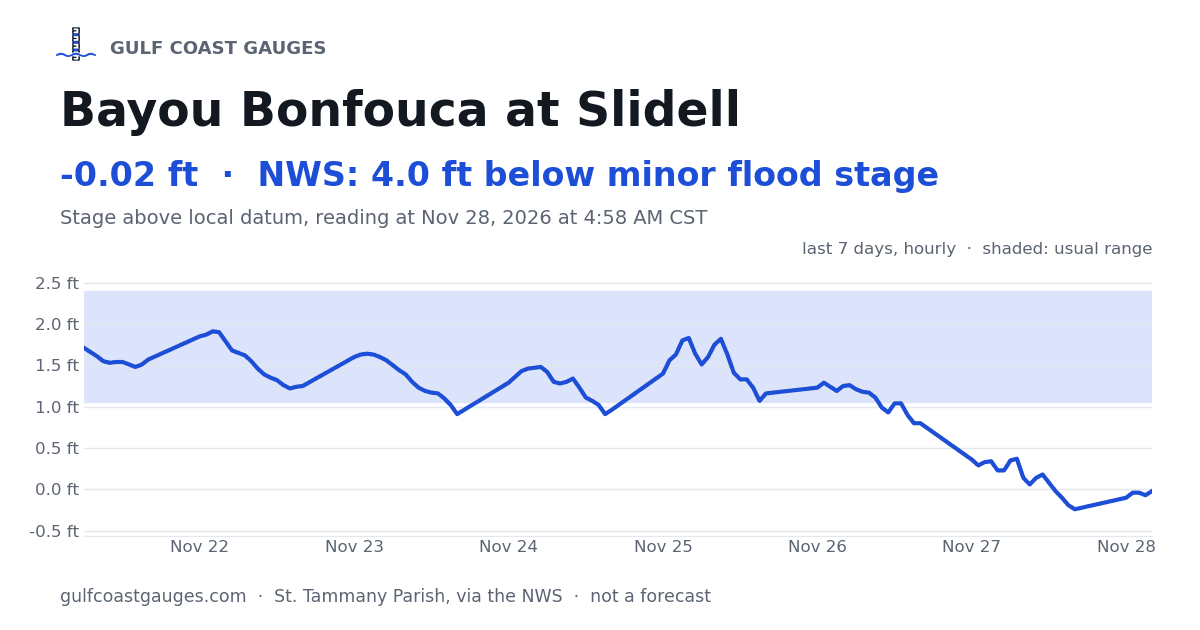 GULF COAST GAUGES
Bayou Bonfouca at Slidell
-0.02 ft · NWS: 4.0 ft below minor flood stage
Stage above local datum, reading at Nov 28, 2026 at 4:58 AM CST
last 7 days, hourly · shaded: usual range
2.5 ft
2.0 ft
1.5 ft
1.0 ft
0.5 ft
0.0 ft
-0.5 ft
Nov 22 Nov 23 Nov 24 Nov 25 Nov 26 Nov 27 Nov 28
gulfcoastgauges.com · St. Tammany Parish, via the NWS · not a forecast